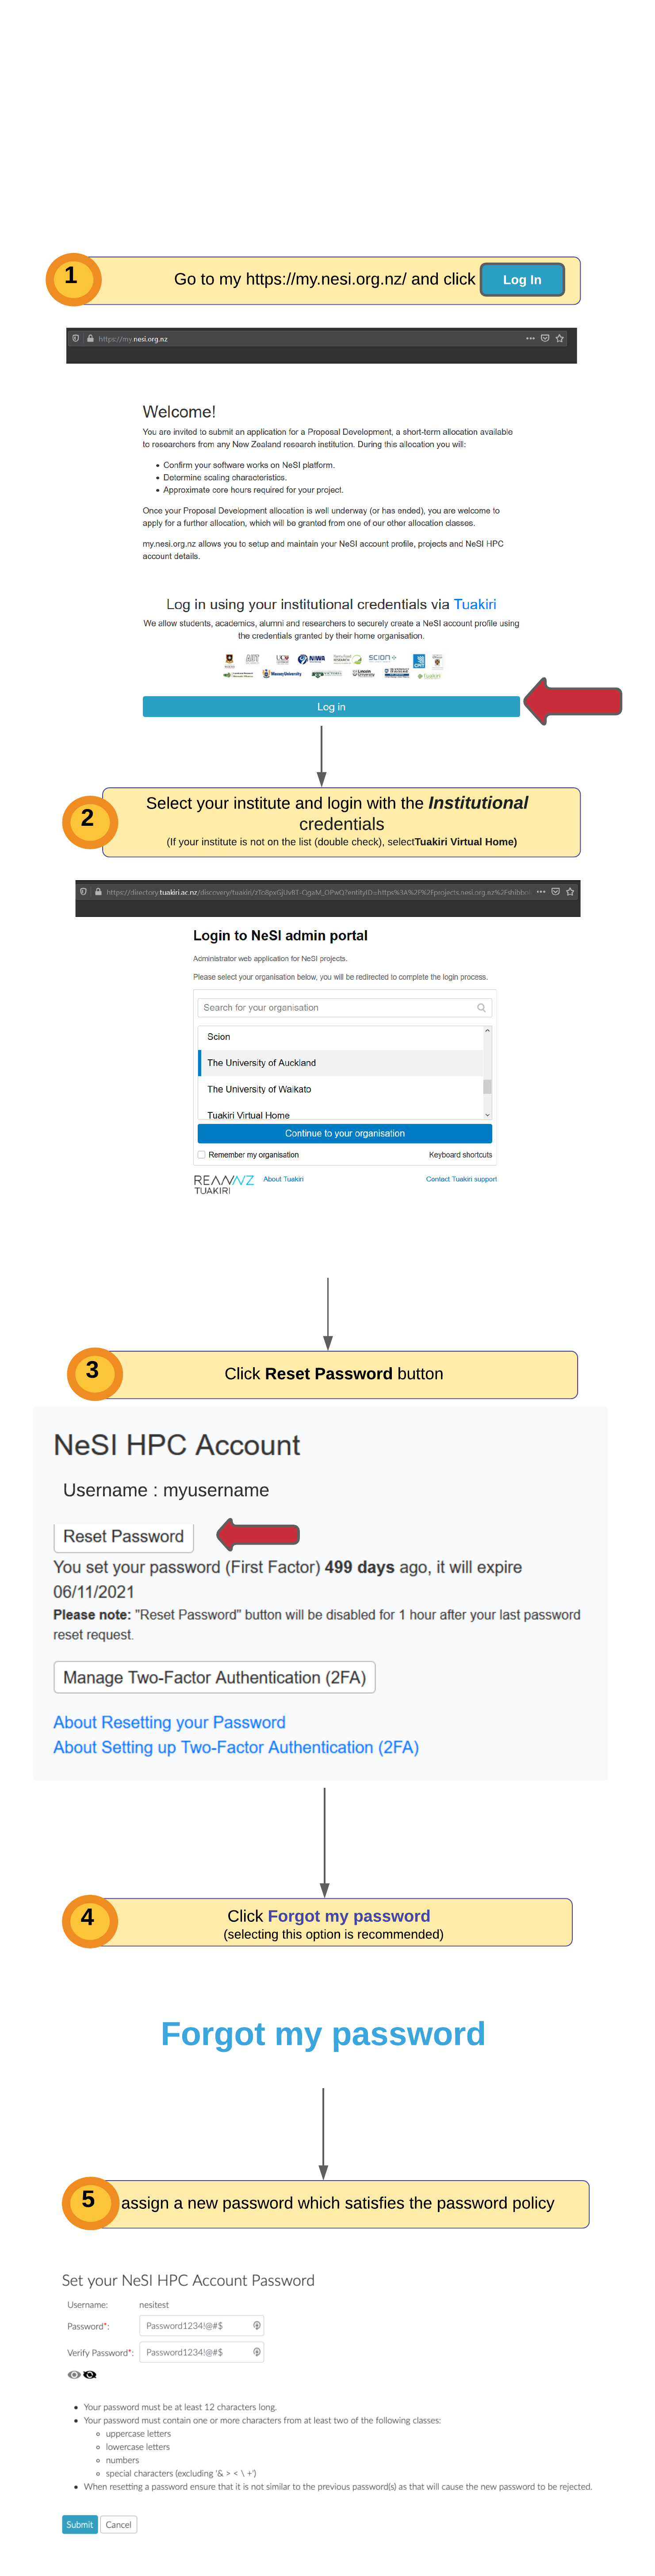 1
Go to my https://my.nesi.org.nz/ and click Log In
https://my.nesi.org.nz
Welcome!
You are invited to submit an application for a Proposal Development, a short-term allocation available
to researchers from any New Zealand research institution. During this allocation you will:
• Confirm your software works on NeSI platform.
• Determine scaling characteristics.
• Approximate core hours required for your project.
Once your Proposal Development allocation is well underway (or has ended), you are welcome to
apply for a further allocation, which will be granted from one of our other allocation classes.
my.nesi.org.nz allows you to setup and maintain your NeSI account profile, projects and NeSI HPC
account details.
Log in using your institutional credentials via Tuakiri
We allow students, academics, alumni and researchers to securely create a NeSI account profile using
the credentials granted by their home organisation.
AUT UC NIWA SCION
Massey University Tuakiri
Log in
2
Select your institute and login with the Institutional
credentials
(If your institute is not on the list (double check), selectTuakiri Virtual Home)
https://directory.tuakiri.ac.nz/discovery/tuakiri/
Login to NeSI admin portal
Administrator web application for NeSI projects.
Please select your organisation below, you will be redirected to complete the login process.
Search for your organisation
Scion
The University of Auckland
The University of Waikato
Tuakiri Virtual Home
Continue to your organisation
Remember my organisation Keyboard shortcuts
REANNZ
TUAKIRI
About Tuakiri Contact Tuakiri support
3
Click Reset Password button
NeSI HPC Account
Username : myusername
Reset Password
You set your password (First Factor) 499 days ago, it will expire
06/11/2021
Please note: "Reset Password" button will be disabled for 1 hour after your last password
reset request.
Manage Two-Factor Authentication (2FA)
About Resetting your Password
About Setting up Two-Factor Authentication (2FA)
4
Click Forgot my password
(selecting this option is recommended)
Forgot my password
5
assign a new password which satisfies the password policy
Set your NeSI HPC Account Password
Username: nesitest
Password*: Password1234!@#$
Verify Password*: Password1234!@#$
• Your password must be at least 12 characters long.
• Your password must contain one or more characters from at least two of the following classes:
○ uppercase letters
○ lowercase letters
○ numbers
○ special characters (excluding '& > < \ +')
• When resetting a password ensure that it is not similar to the previous password(s) as that will cause the new password to be rejected.
Submit Cancel